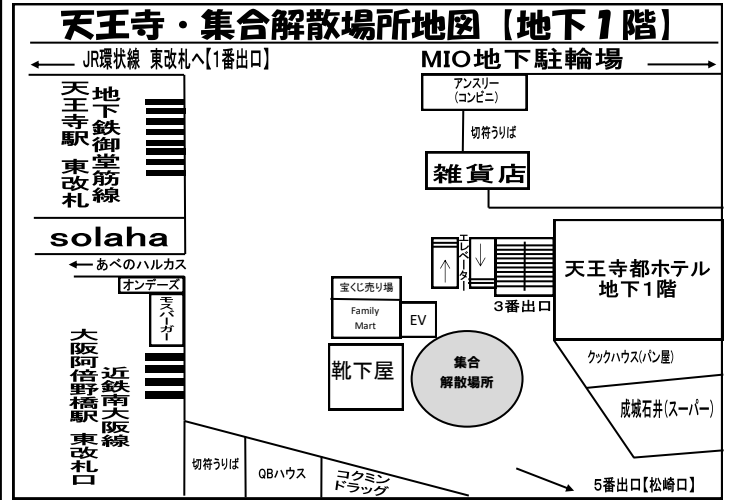 天王寺・集合解散場所地図【地下1階】
JR環状線 東改札へ【1番出口】
MIO地下駐輪場
アンスリー
(コンビニ)
切符うりば
雑貨店
地下鉄御堂筋線
天王寺駅 東改札
solaha
あべのハルカス
オンデーズ
モスバーガー
近鉄南大阪線
大阪阿倍野橋駅 東改札口
エレベーター
3番出口
天王寺都ホテル
地下1階
宝くじ売り場
Family
Mart
EV
靴下屋
集合
解散場所
クックハウス(パン屋)
成城石井(スーパー)
切符うりば
QBハウス
コクミン
ドラッグ
5番出口【松崎口】